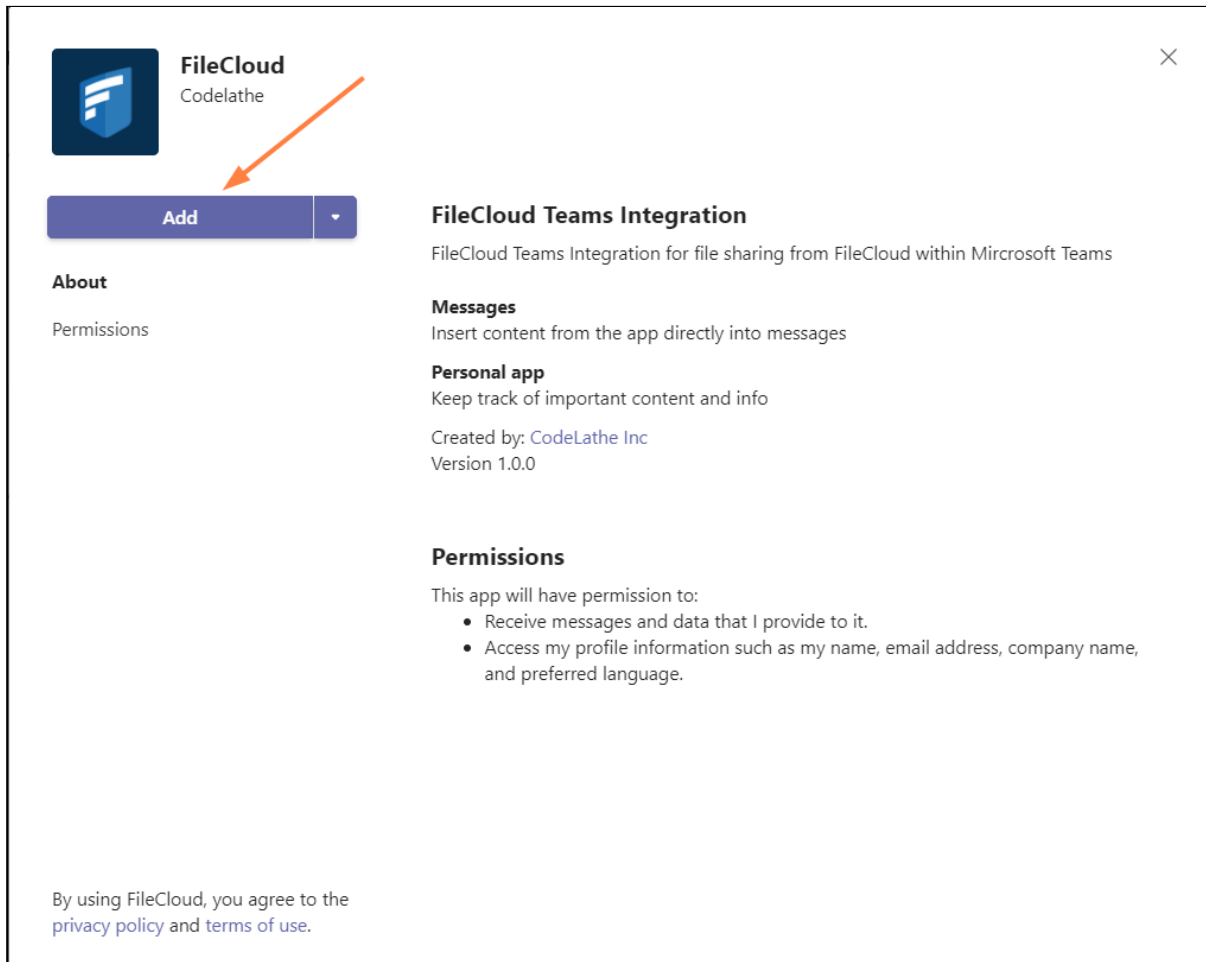 FileCloud
Codelathe
Add
About
Permissions
FileCloud Teams Integration
FileCloud Teams Integration for file sharing from FileCloud within Mircrosoft Teams
Messages
Insert content from the app directly into messages
Personal app
Keep track of important content and info
Created by: CodeLathe Inc
Version 1.0.0
Permissions
This app will have permission to:
• Receive messages and data that I provide to it.
• Access my profile information such as my name, email address, company name,
and preferred language.
By using FileCloud, you agree to the
privacy policy and terms of use.